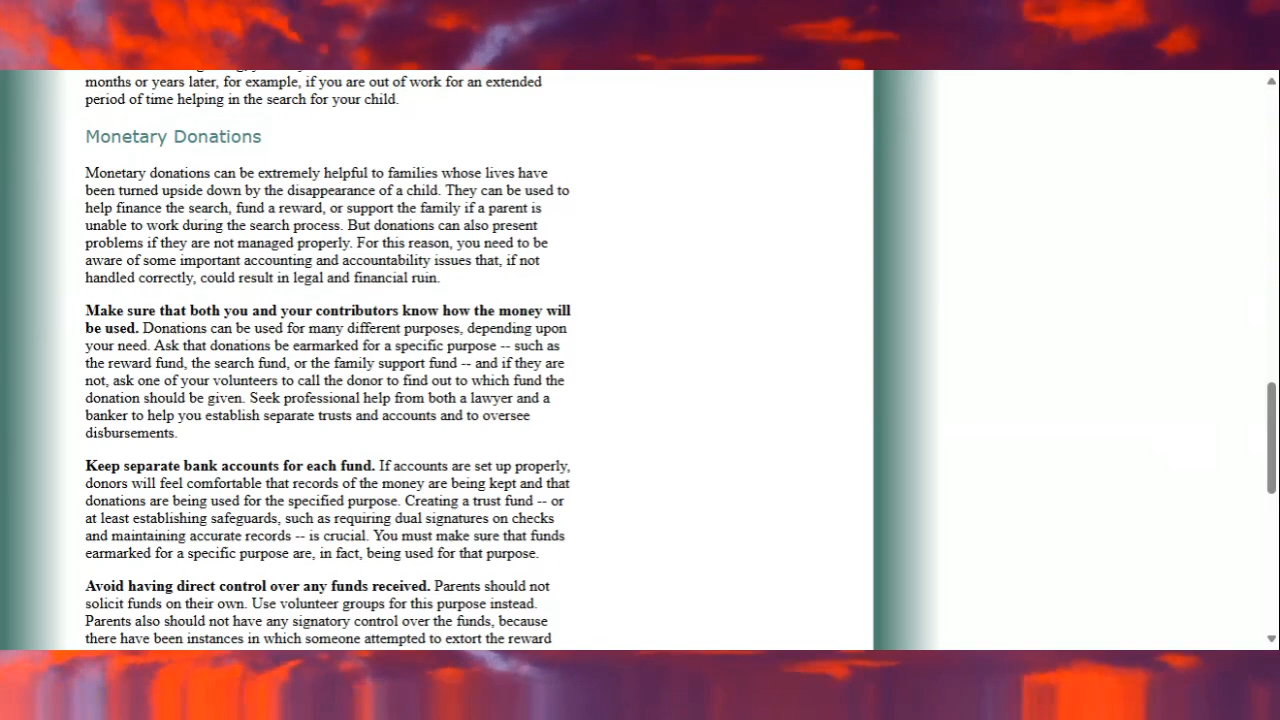 months or years later, for example, if you are out of work for an extended
period of time helping in the search for your child.
Monetary Donations
Monetary donations can be extremely helpful to families whose lives have
been turned upside down by the disappearance of a child. They can be used to
help finance the search, fund a reward, or support the family if a parent is
unable to work during the search process. But donations can also present
problems if they are not managed properly. For this reason, you need to be
aware of some important accounting and accountability issues that, if not
handled correctly, could result in legal and financial ruin.
Make sure that both you and your contributors know how the money will
be used. Donations can be used for many different purposes, depending upon
your need. Ask that donations be earmarked for a specific purpose -- such as
the reward fund, the search fund, or the family support fund -- and if they are
not, ask one of your volunteers to call the donor to find out to which fund the
donation should be given. Seek professional help from both a lawyer and a
banker to help you establish separate trusts and accounts and to oversee
disbursements.
Keep separate bank accounts for each fund. If accounts are set up properly,
donors will feel comfortable that records of the money are being kept and that
donations are being used for the specified purpose. Creating a trust fund -- or
at least establishing safeguards, such as requiring dual signatures on checks
and maintaining accurate records -- is crucial. You must make sure that funds
earmarked for a specific purpose are, in fact, being used for that purpose.
Avoid having direct control over any funds received. Parents should not
solicit funds on their own. Use volunteer groups for this purpose instead.
Parents also should not have any signatory control over the funds, because
there have been instances in which someone attempted to extort the reward